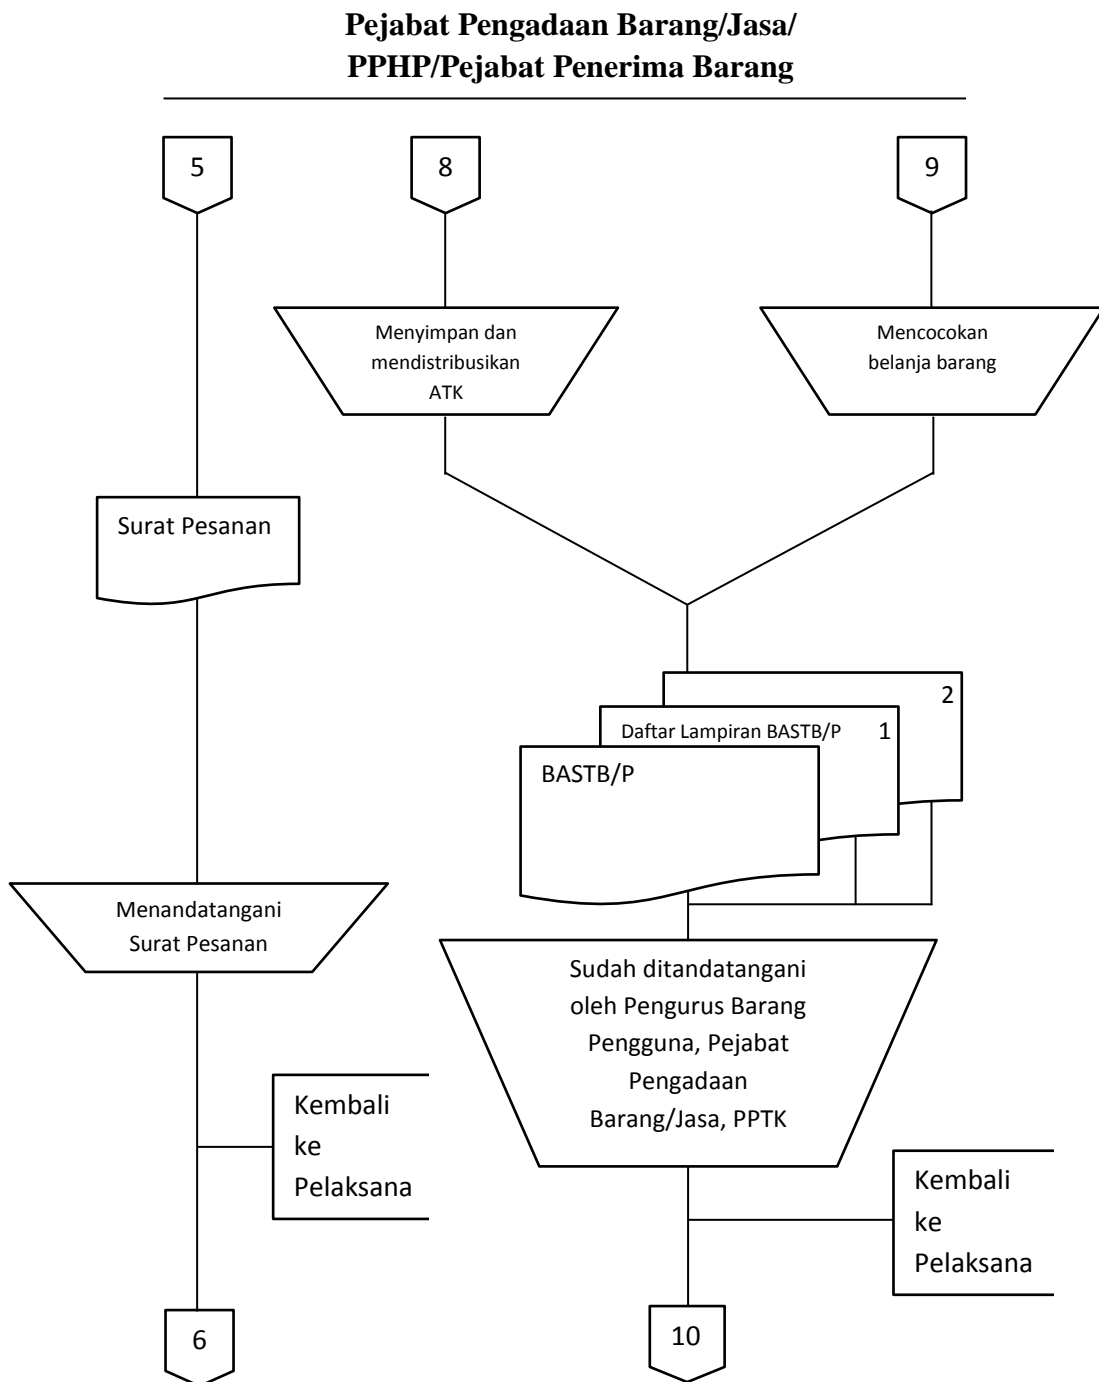 Pejabat Pengadaan Barang/Jasa/
PPHP/Pejabat Penerima Barang
5
8
9
Menyimpan dan
mendistribusikan
ATK
Mencocokan
belanja barang
Surat Pesanan
2
Daftar Lampiran BASTB/P
1
BASTB/P
Menandatangani
Surat Pesanan
Sudah ditandatangani
oleh Pengurus Barang
Pengguna, Pejabat
Pengadaan
Barang/Jasa, PPTK
Kembali
ke
Pelaksana
Kembali
ke
Pelaksana
6
10